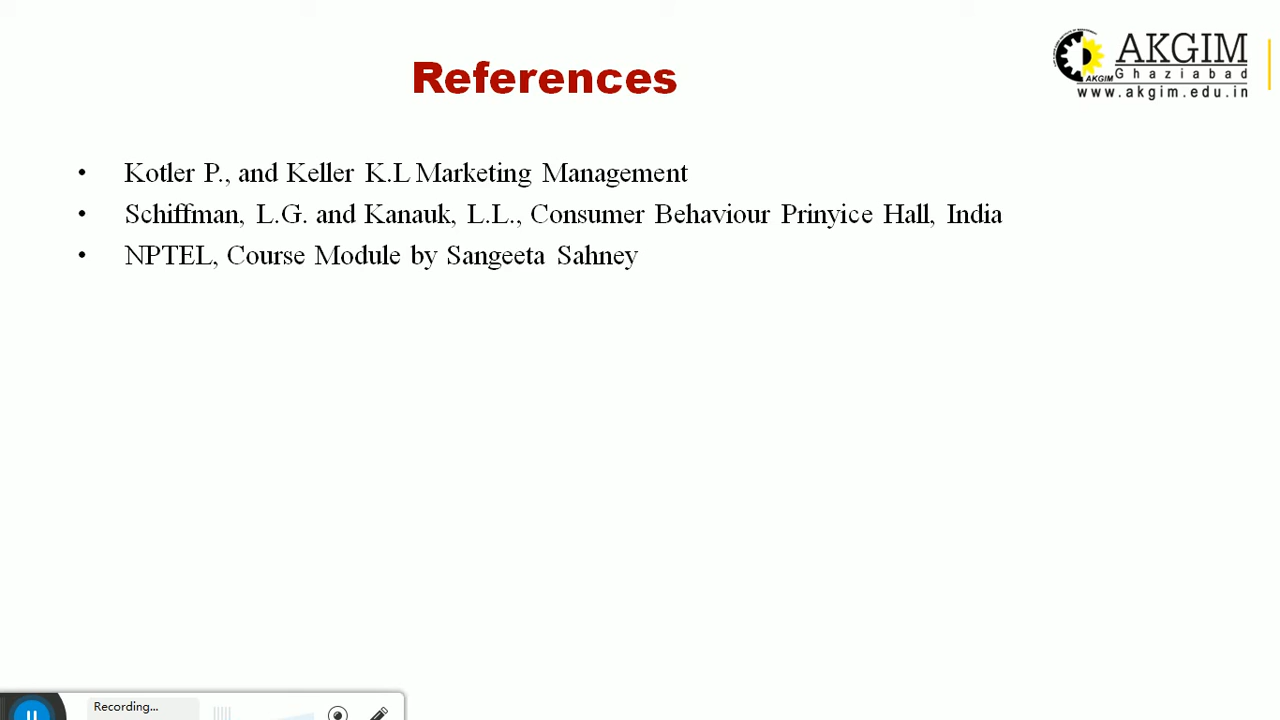 References
AKGIM
Ghaziabad
www.akgim.edu.in
AKGIM
• Kotler P., and Keller K.L Marketing Management
• Schiffman, L.G. and Kanauk, L.L., Consumer Behaviour Prinyice Hall, India
• NPTEL, Course Module by Sangeeta Sahney
Recording...